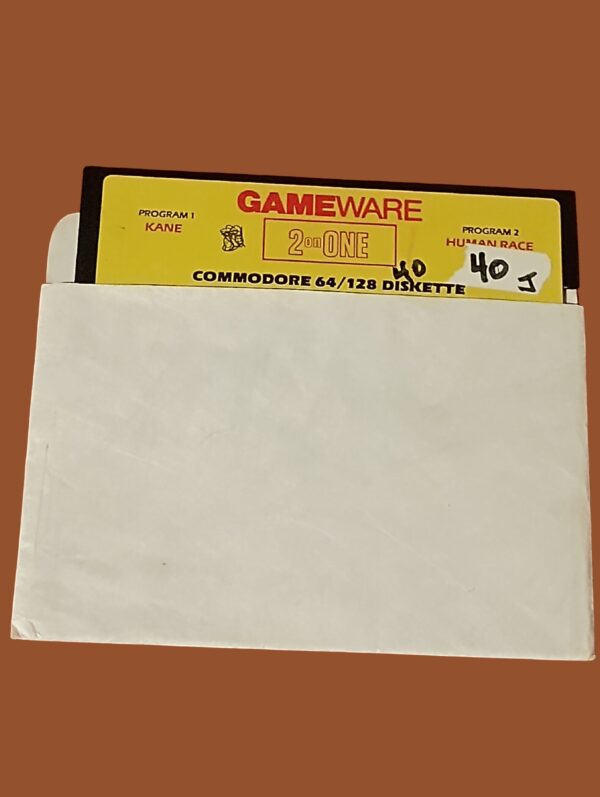 GAMEWARE
PROGRAM 1
KANE
2 on ONE
PROGRAM 2
HUMAN RACE
40
40 J
COMMODORE 64/128 DISKETTE